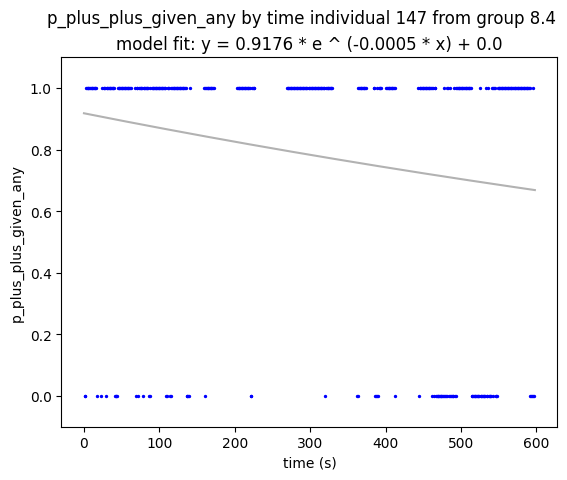 p_plus_plus_given_any by time individual 147 from group 8.4
model fit: y = 0.9176 * e ^ (-0.0005 * x) + 0.0
1.0
0.8
0.6
0.4
0.2
0.0
p_plus_plus_given_any
0 100 200 300 400 500 600
time (s)